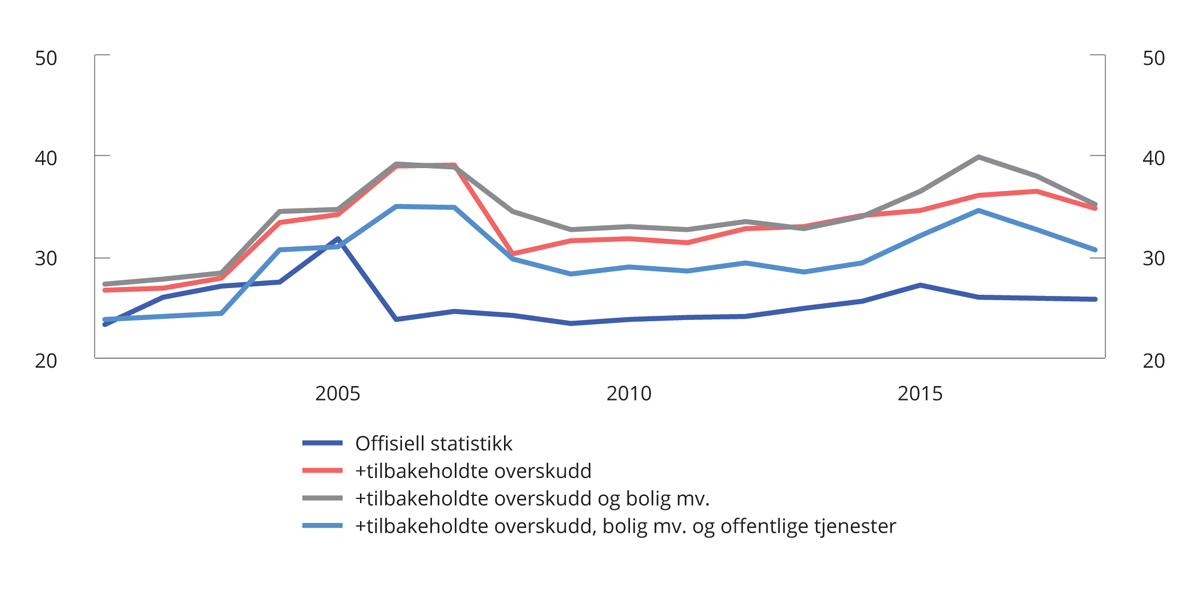 50 50
40 40
30 30
20 20
2005 2010 2015
Offisiell statistikk
+tilbakeholdte overskudd
+tilbakeholdte overskudd og bolig mv.
+tilbakeholdte overskudd, bolig mv. og offentlige tjenester